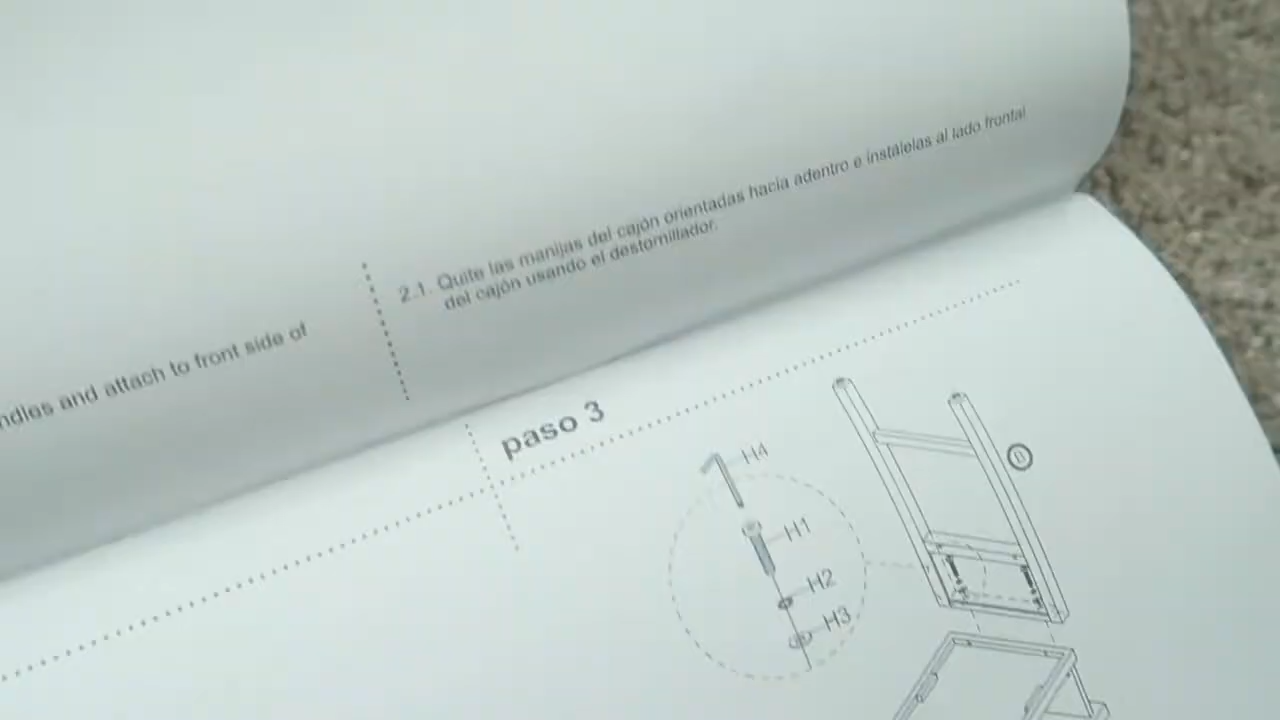 ndles and attach to front side of
2.1. Quite las manijas del cajón orientadas hacia adentro e instálelas al lado frontal
del cajón usando el destornillador.
paso 3
H4
H1
H2
H3